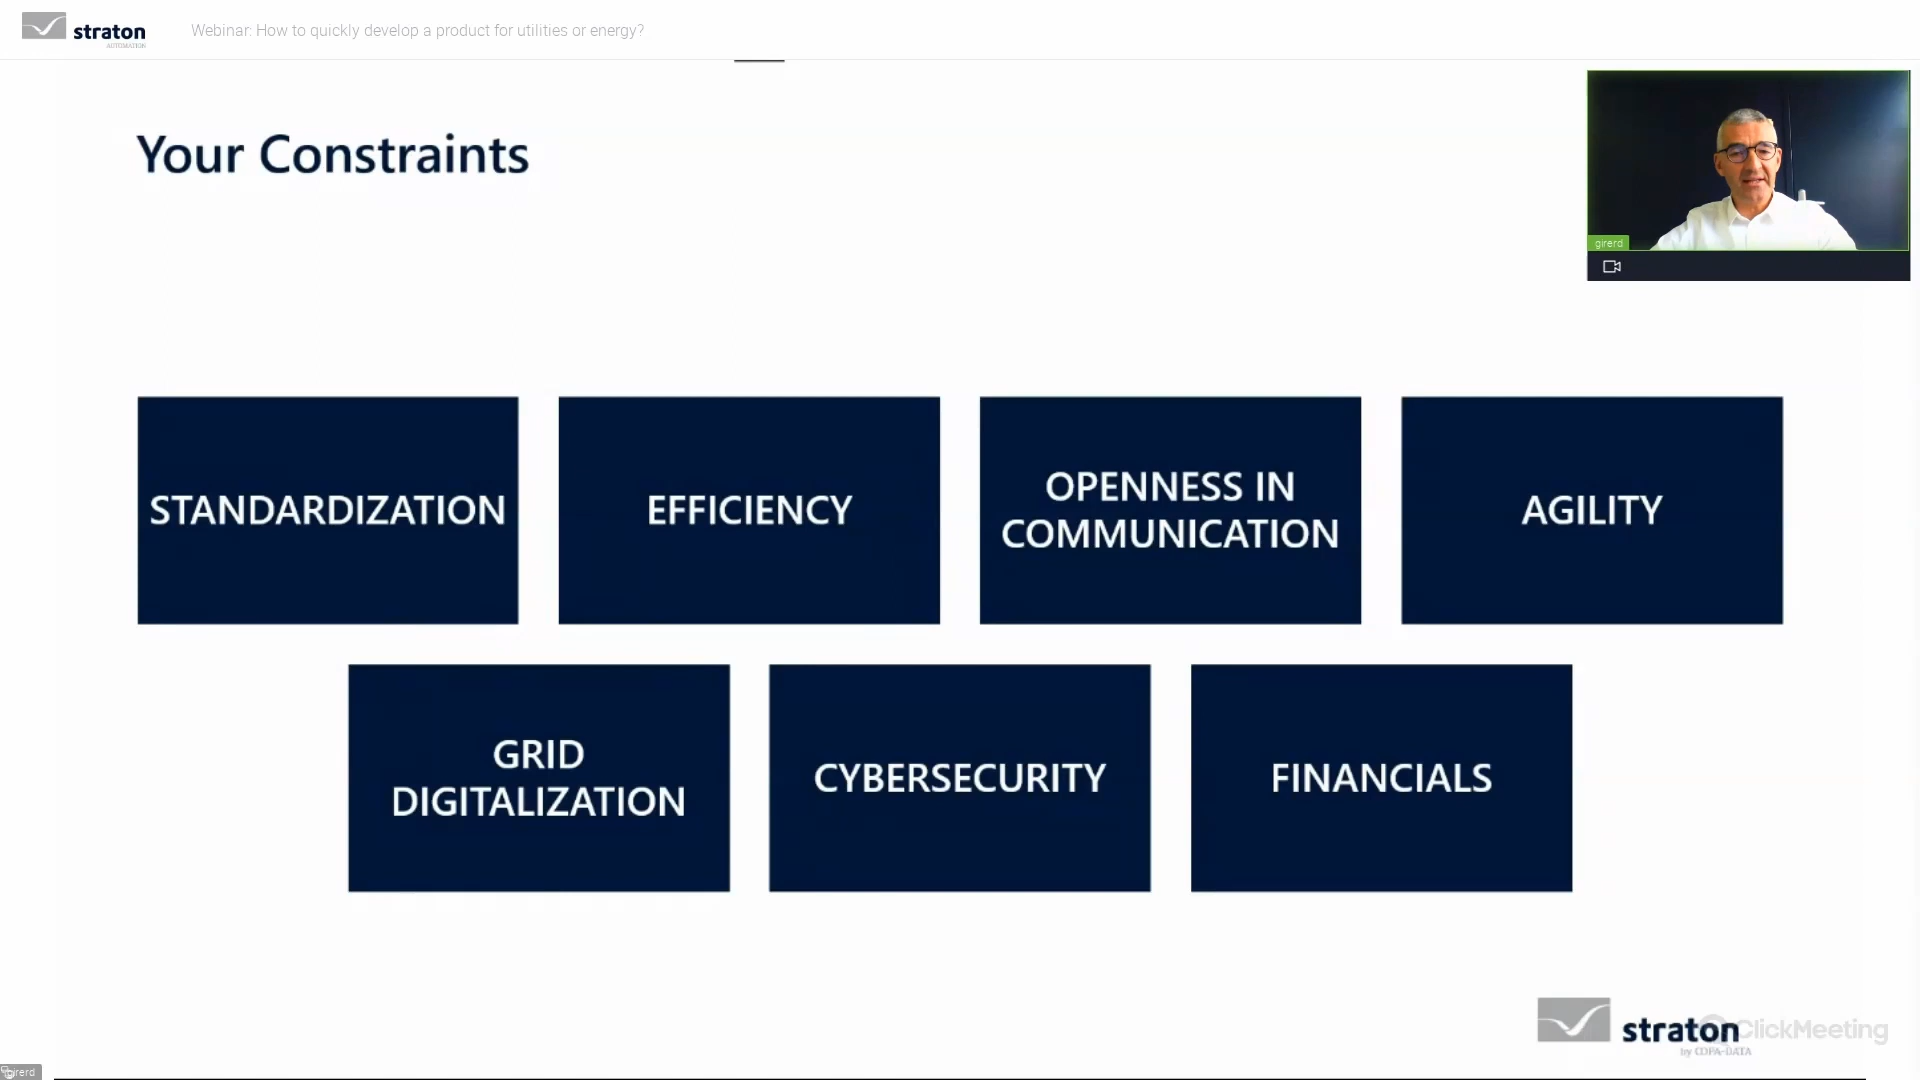 straton
AUTOMATION
Webinar: How to quickly develop a product for utilities or energy?
Your Constraints
girerd
STANDARDIZATION
EFFICIENCY
OPENNESS IN
COMMUNICATION
AGILITY
GRID
DIGITALIZATION
CYBERSECURITY
FINANCIALS
straton
by COPA-DATA
ClickMeeting
girerd